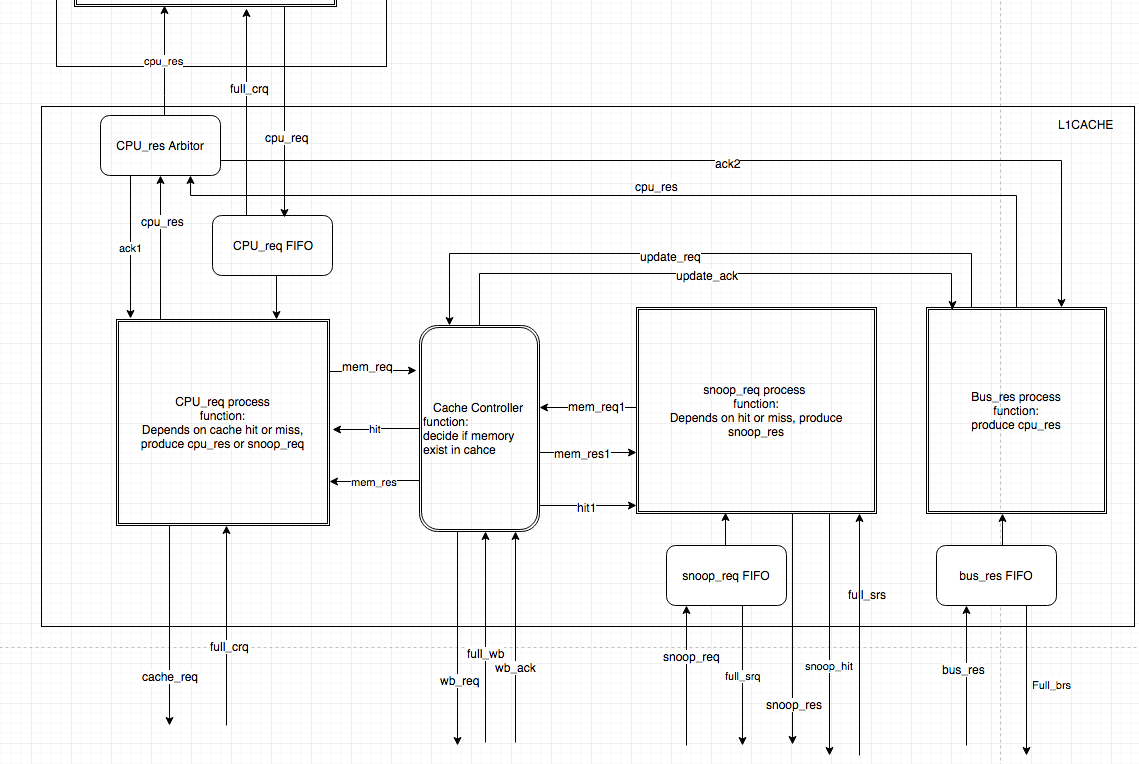 cpu_res
full_crq
cpu_req
L1CACHE
CPU_res Arbitor
ack2
cpu_res
cpu_res
ack1
CPU_req FIFO
update_req
update_ack
mem_req
CPU_req process
function:
Depends on cache hit or miss,
produce cpu_res or snoop_req
hit
mem_res
Cache Controller
function:
decide if memory
exist in cahce
mem_req1
mem_res1
hit1
snoop_req process
function:
Depends on hit or miss, produce
snoop_res
Bus_res process
function:
produce cpu_res
snoop_req FIFO
bus_res FIFO
full_srs
full_crq
cache_req
full_wb
wb_ack
wb_req
snoop_req
full_srq
snoop_hit
snoop_res
bus_res
Full_brs